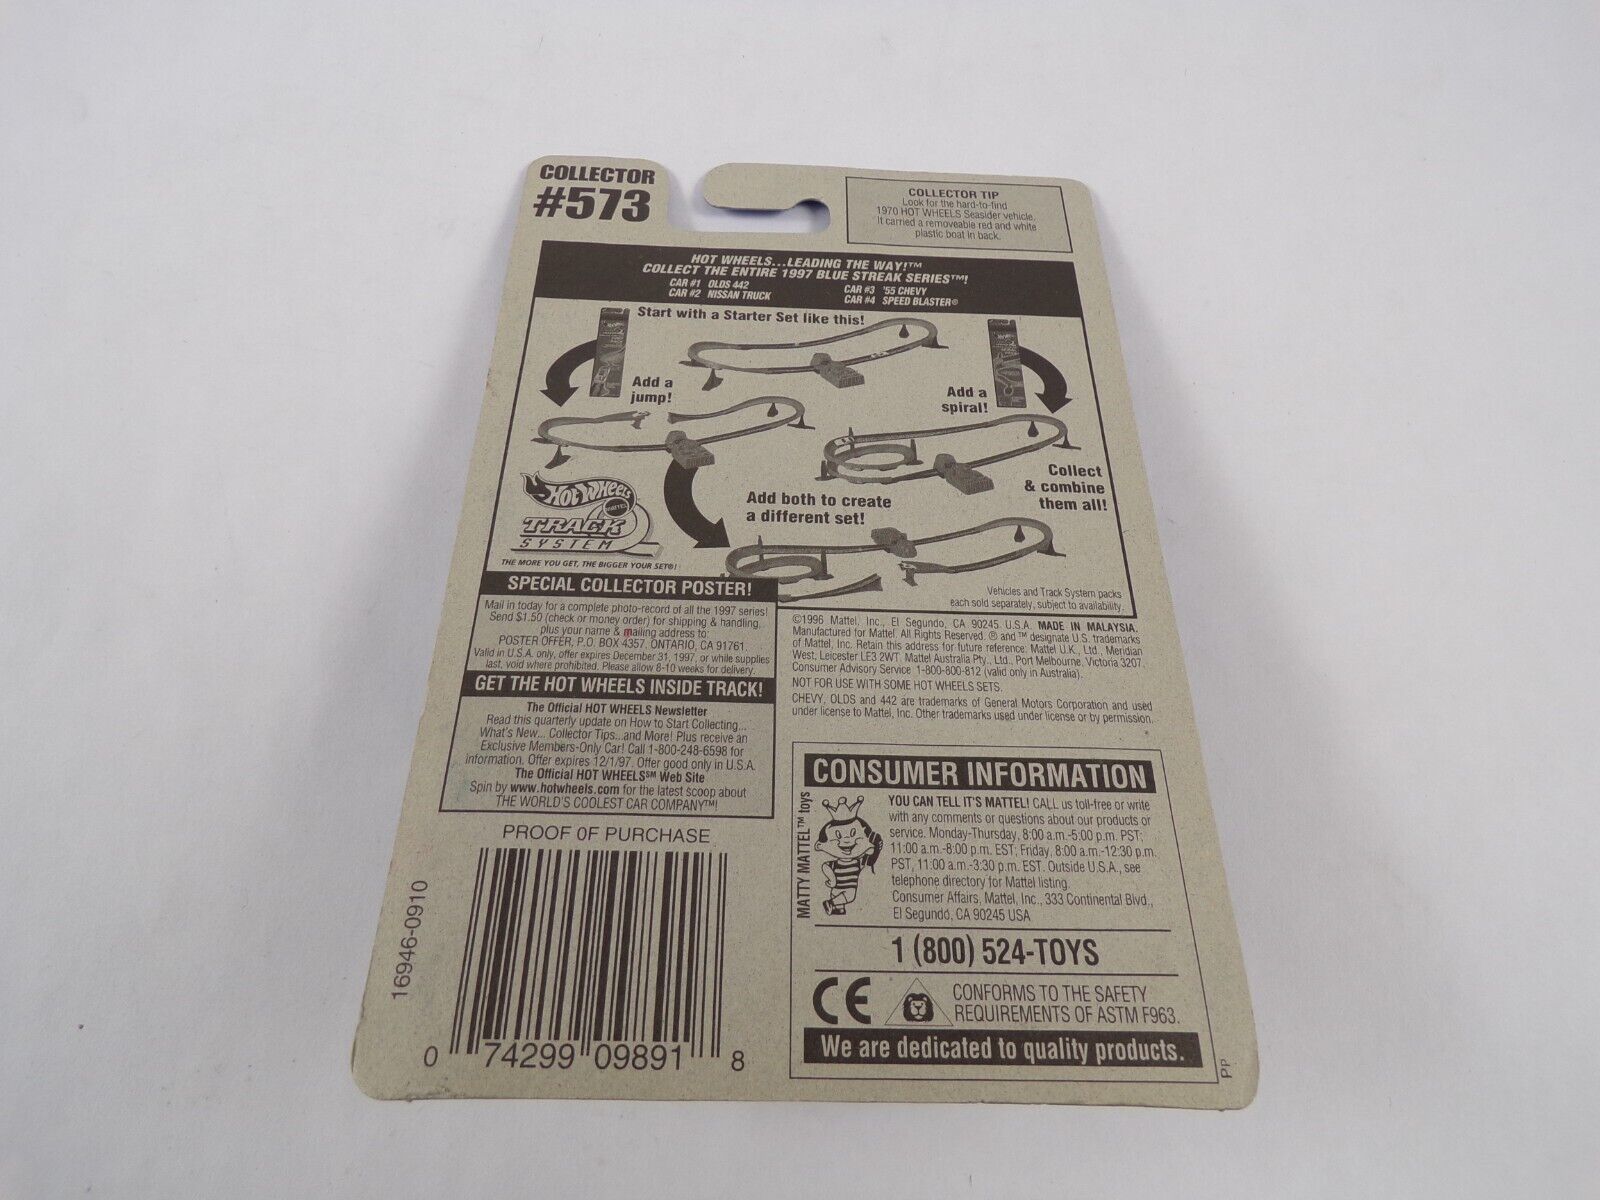 COLLECTOR
#573
COLLECTOR TIP
Look for the hard-to-find
1970 HOT WHEELS Seasider vehicle.
It carried a removeable red and white
plastic boat in back.
HOT WHEELS...LEADING THE WAY!™
COLLECT THE ENTIRE 1997 BLUE STREAK SERIES™!
CAR #1 OLDS 442
CAR #2 NISSAN TRUCK
CAR #3 '55 CHEVY
CAR #4 SPEED BLASTER®
Start with a Starter Set like this!
Add a
jump!
Add a
spiral!
Collect
& combine
them all!
Add both to create
a different set!
HOT WHEELS
MATTEL
TRACK
SYSTEM
THE MORE YOU GET, THE BIGGER YOUR SET®!
Vehicles and Track System packs
each sold separately, subject to availability.
SPECIAL COLLECTOR POSTER!
Mail in today for a complete photo-record of all the 1997 series!
Send $1.50 (check or money order) for shipping & handling,
plus your name & mailing address to:
POSTER OFFER, P.O. BOX 4357, ONTARIO, CA 91761.
Valid in U.S.A. only, offer expires December 31, 1997, or while supplies
last, void where prohibited. Please allow 8-10 weeks for delivery.
GET THE HOT WHEELS INSIDE TRACK!
The Official HOT WHEELS Newsletter
Read this quarterly update on How to Start Collecting...
What's New... Collector Tips...and More! Plus receive an
Exclusive Members-Only Car! Call 1-800-248-6598 for
information. Offer expires 12/1/97. Offer good only in U.S.A.
The Official HOT WHEELS℠ Web Site
Spin by www.hotwheels.com for the latest scoop about
THE WORLD'S COOLEST CAR COMPANY™!
©1996 Mattel, Inc., El Segundo, CA 90245 U.S.A. MADE IN MALAYSIA.
Manufactured for Mattel. All Rights Reserved. ® and ™ designate U.S. trademarks
of Mattel, Inc. Retain this address for future reference: Mattel U.K., Ltd., Meridian
West, Leicester LE3 2WT. Mattel Australia Pty., Ltd., Port Melbourne, Victoria 3207.
Consumer Advisory Service 1-800-800-812 (valid only in Australia).
NOT FOR USE WITH SOME HOT WHEELS SETS.
CHEVY, OLDS and 442 are trademarks of General Motors Corporation and used
under license to Mattel, Inc. Other trademarks used under license or by permission.
PROOF OF PURCHASE
16946-0910
0 74299 09891 8
CONSUMER INFORMATION
MATTY MATTEL™ toys
YOU CAN TELL IT'S MATTEL! CALL us toll-free or write
with any comments or questions about our products or
service. Monday-Thursday, 8:00 a.m.-5:00 p.m. PST;
11:00 a.m.-8:00 p.m. EST; Friday, 8:00 a.m.-12:30 p.m.
PST, 11:00 a.m.-3:30 p.m. EST. Outside U.S.A., see
telephone directory for Mattel listing.
Consumer Affairs, Mattel, Inc., 333 Continental Blvd.,
El Segundo, CA 90245 USA
1 (800) 524-TOYS
CE
CONFORMS TO THE SAFETY
REQUIREMENTS OF ASTM F963.
We are dedicated to quality products.
PP